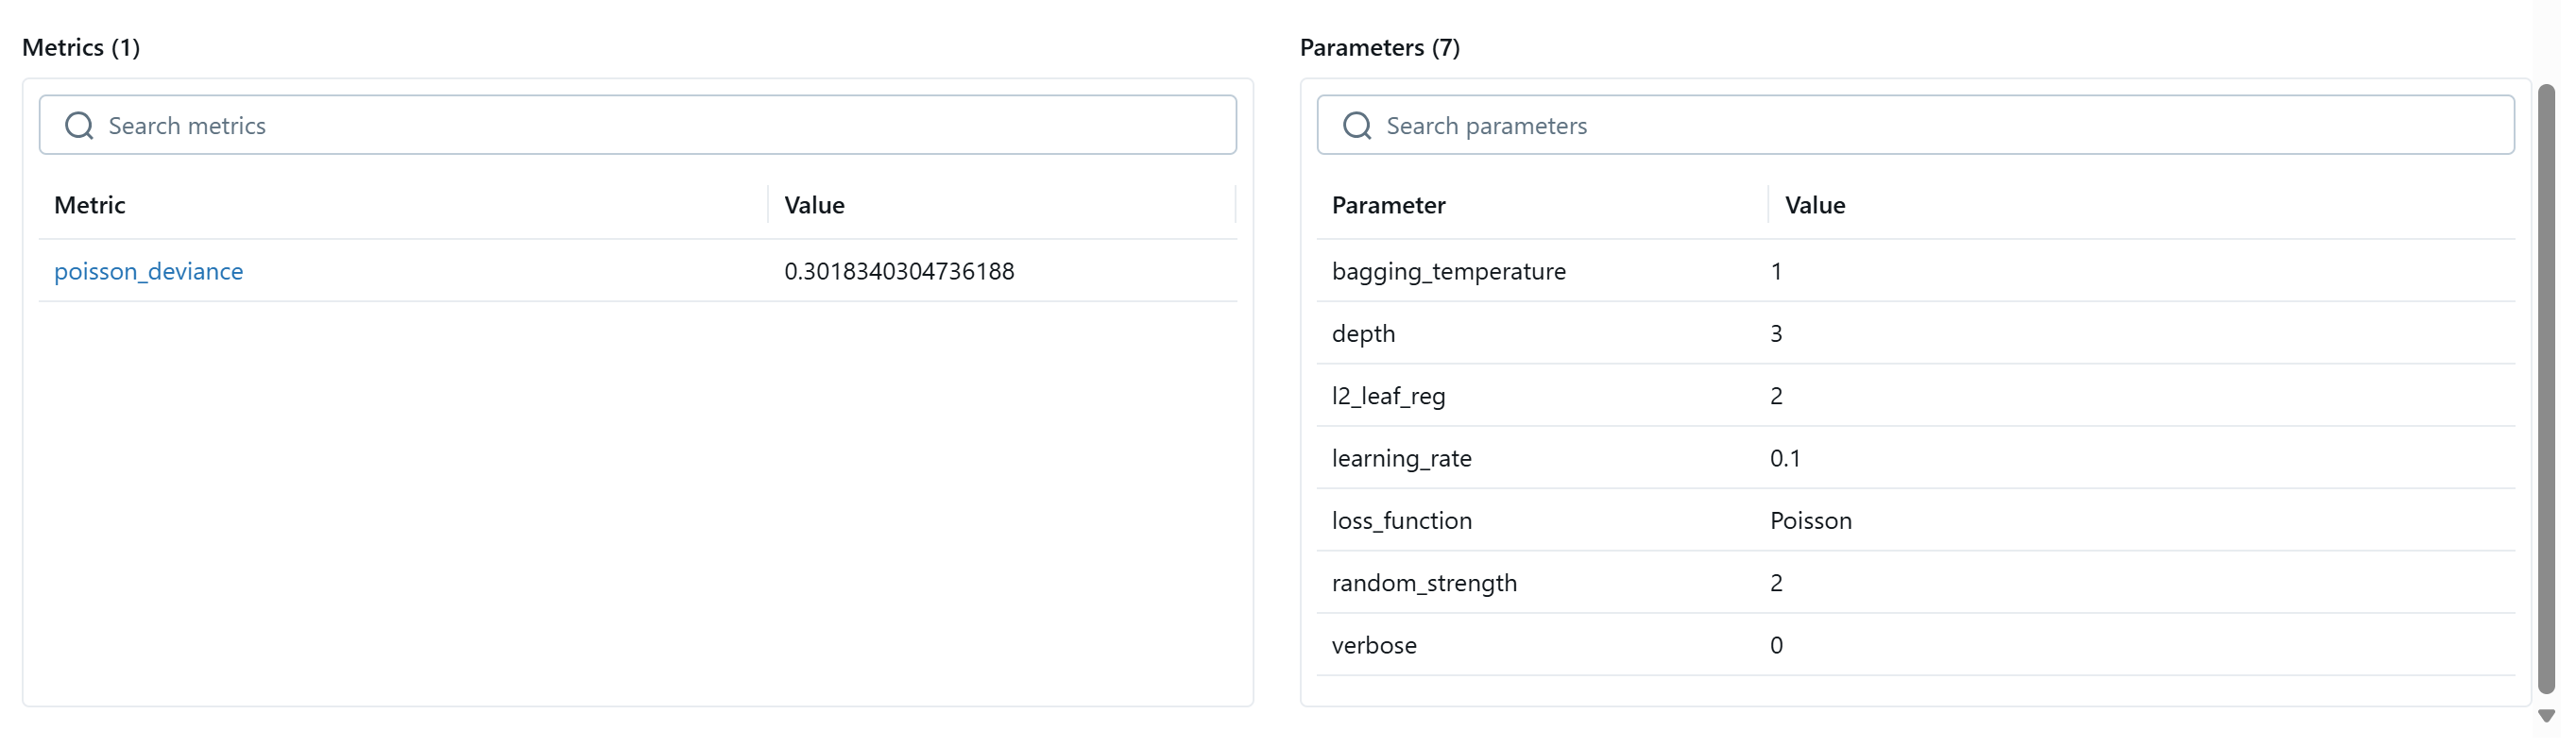 Metrics (1)
Search metrics
Metric Value
poisson_deviance 0.3018340304736188
Parameters (7)
Search parameters
Parameter Value
bagging_temperature 1
depth 3
l2_leaf_reg 2
learning_rate 0.1
loss_function Poisson
random_strength 2
verbose 0